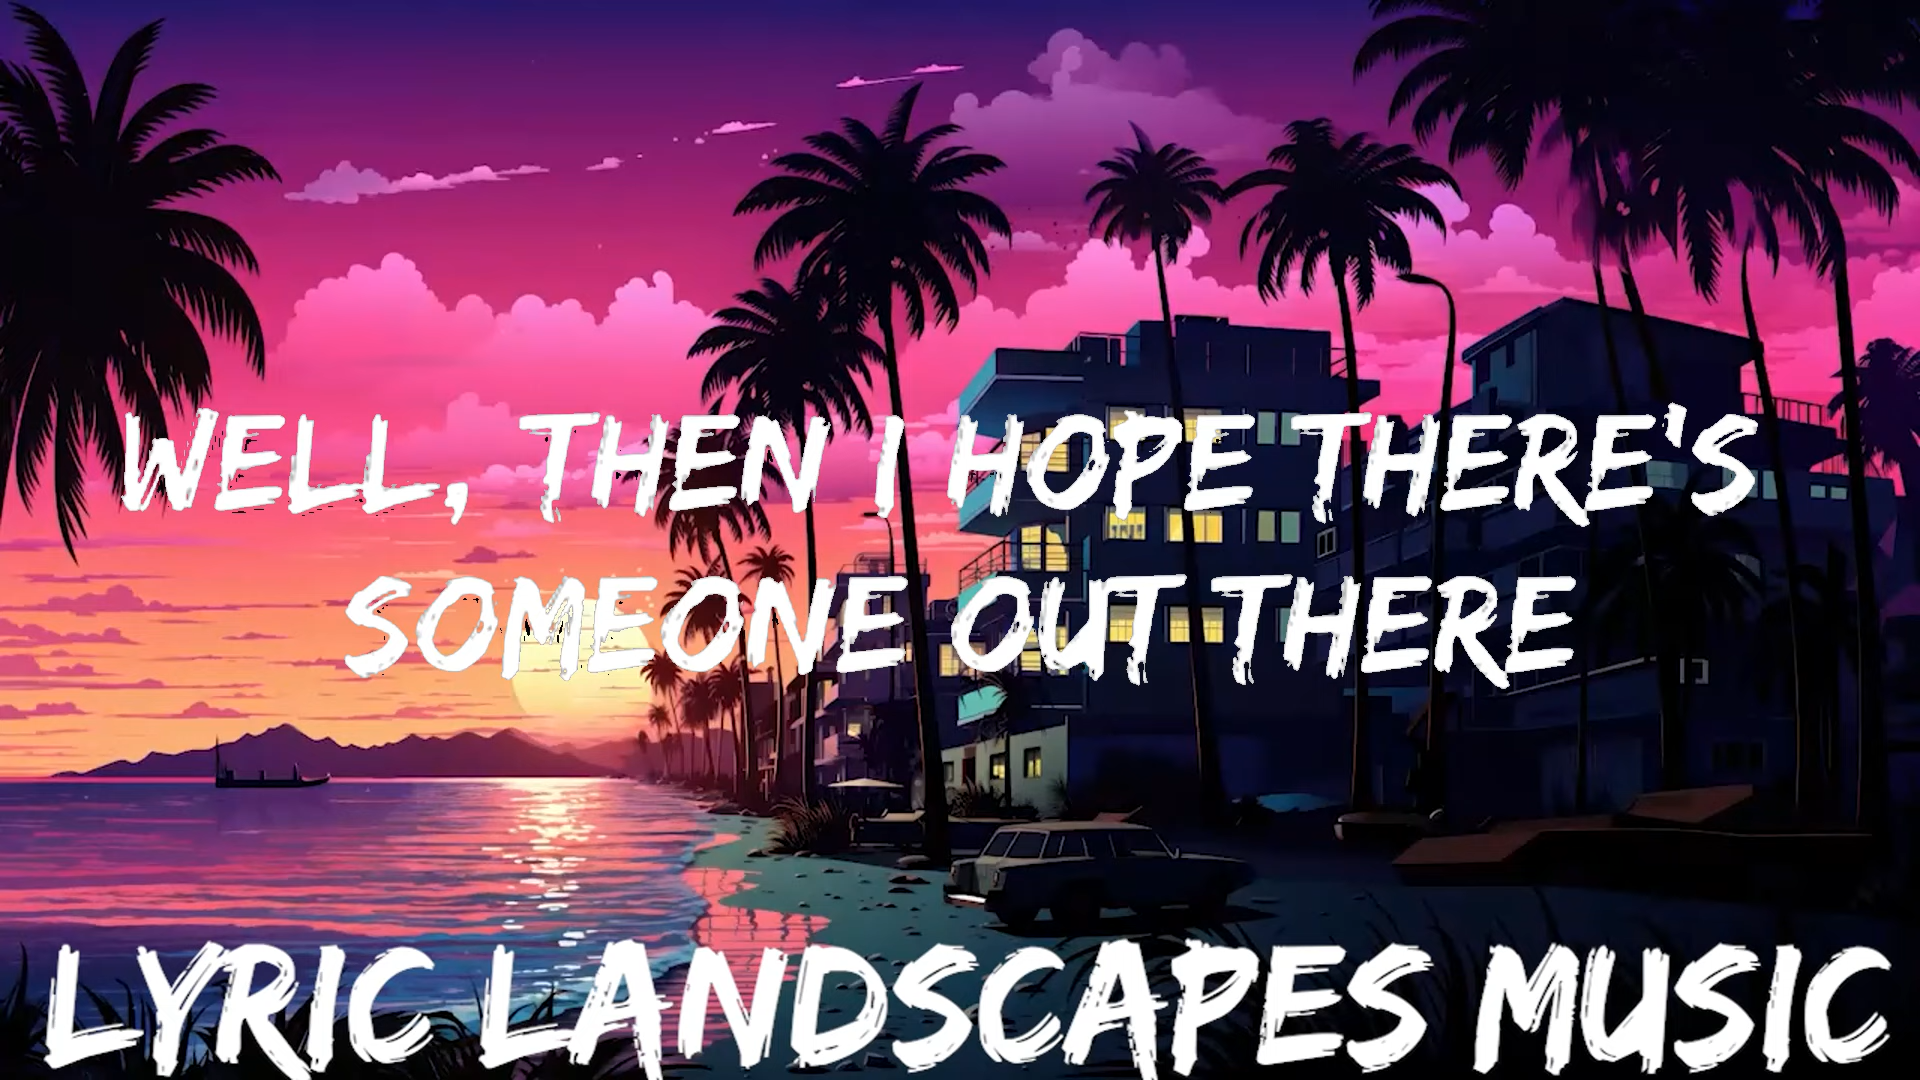 WELL, THEN I HOPE THERE'S
SOMEONE OUT THERE
LYRIC LANDSCAPES MUSIC